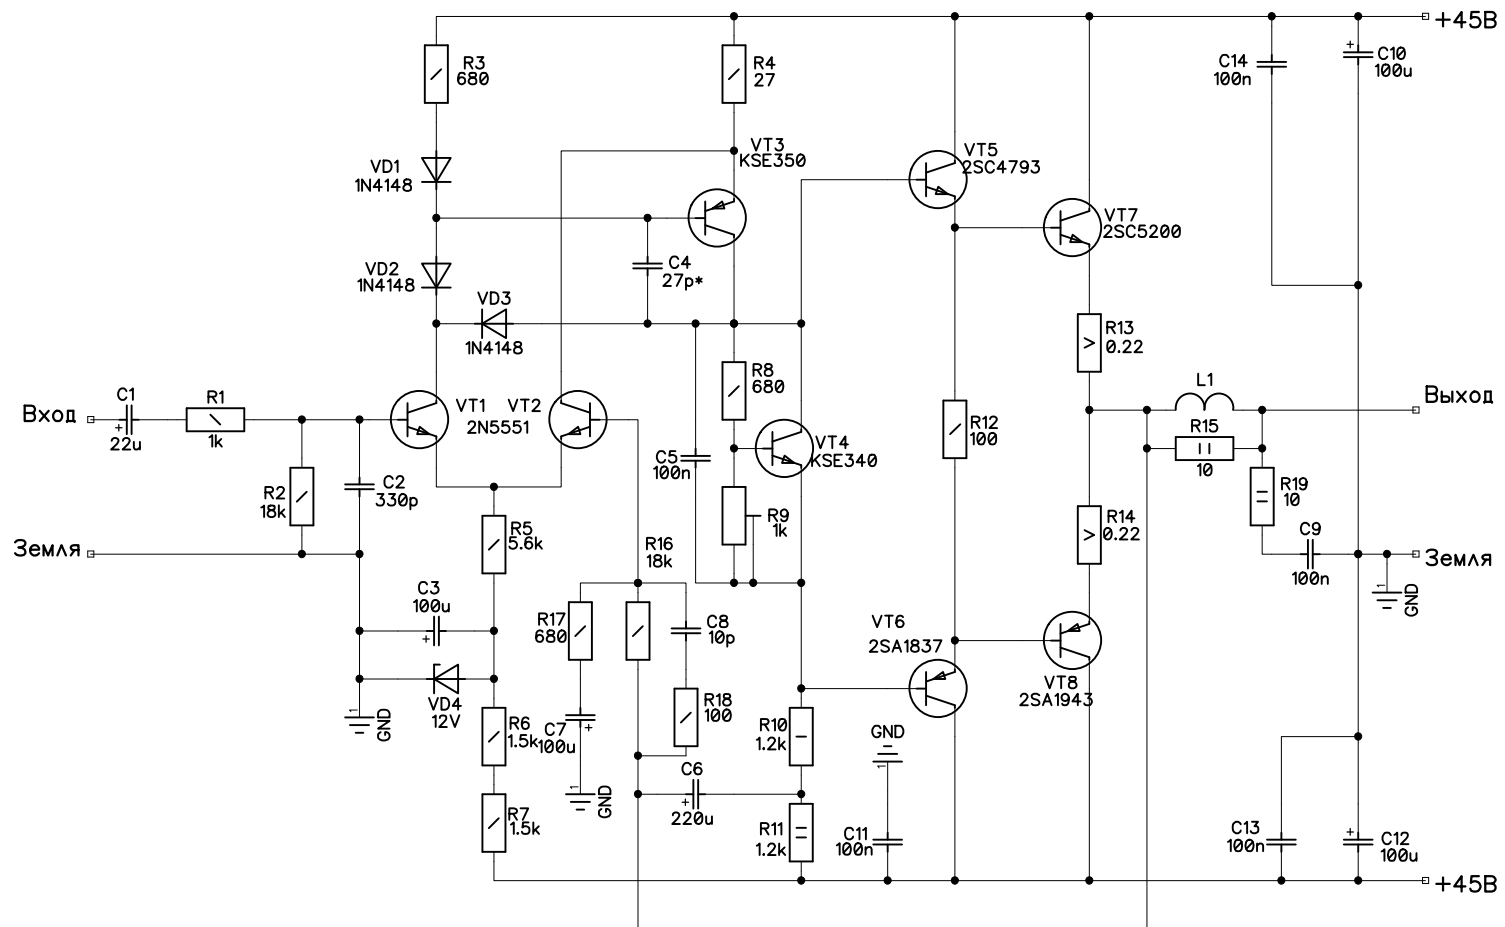 +45В
R3
680
R4
27
C14
100n
C10
100u
VD1
1N4148
VT3
KSE350
VT5
2SC4793
VT7
2SC5200
VD2
1N4148
C4
27p*
VD3
1N4148
R13
0.22
R8
680
L1
Выход
Вход
C1
+
22u
R1
1k
VT1
VT2
2N5551
R12
100
R15
10
VT4
KSE340
C5
100n
R2
18k
C2
330p
R19
10
R9
1k
R5
5.6k
R14
0.22
C9
100n
Земля
Земля
R16
18k
1
GND
C3
100u
+
R17
680
C8
10p
VT6
2SA1837
VD4
12V
VT8
2SA1943
1
GND
R18
100
R6
1.5k
C7
100u
+
R10
1.2k
GND
1
C6
+
220u
1
GND
R7
1.5k
R11
1.2k
C11
100n
C13
100n
+
C12
100u
+45В